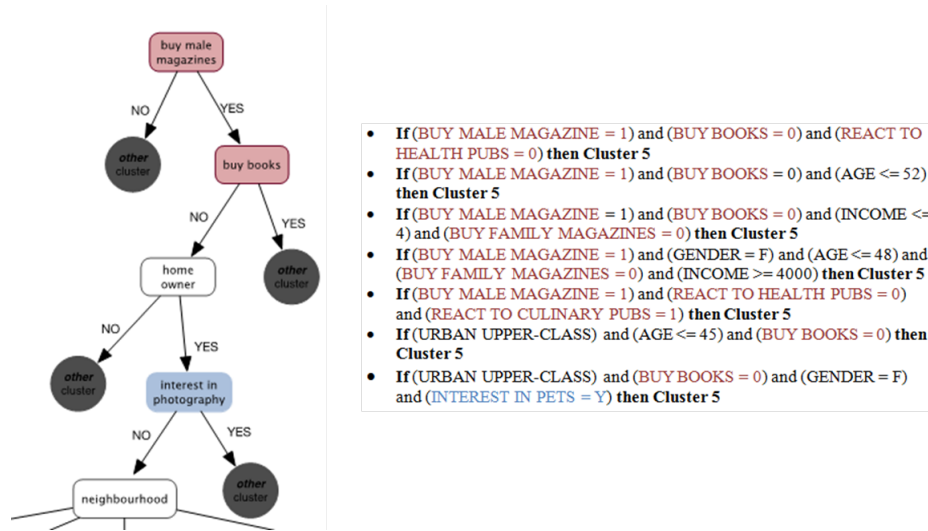 buy male
magazines
NO
YES
other
cluster
buy books
NO
YES
home
owner
other
cluster
NO
YES
other
cluster
interest in
photography
NO
YES
other
cluster
neighbourhood
• If (BUY MALE MAGAZINE = 1) and (BUY BOOKS = 0) and (REACT TO
HEALTH PUBS = 0) then Cluster 5
• If (BUY MALE MAGAZINE = 1) and (BUY BOOKS = 0) and (AGE <= 52)
then Cluster 5
• If (BUY MALE MAGAZINE = 1) and (BUY BOOKS = 0) and (INCOME <=
4) and (BUY FAMILY MAGAZINES = 0) then Cluster 5
• If (BUY MALE MAGAZINE = 1) and (GENDER = F) and (AGE <= 48) and
(BUY FAMILY MAGAZINES = 0) and (INCOME >= 4000) then Cluster 5
• If (BUY MALE MAGAZINE = 1) and (REACT TO HEALTH PUBS = 0)
and (REACT TO CULINARY PUBS = 1) then Cluster 5
• If (URBAN UPPER-CLASS) and (AGE <= 45) and (BUY BOOKS = 0) then
Cluster 5
• If (URBAN UPPER-CLASS) and (BUY BOOKS = 0) and (GENDER = F)
and (INTEREST IN PETS = Y) then Cluster 5